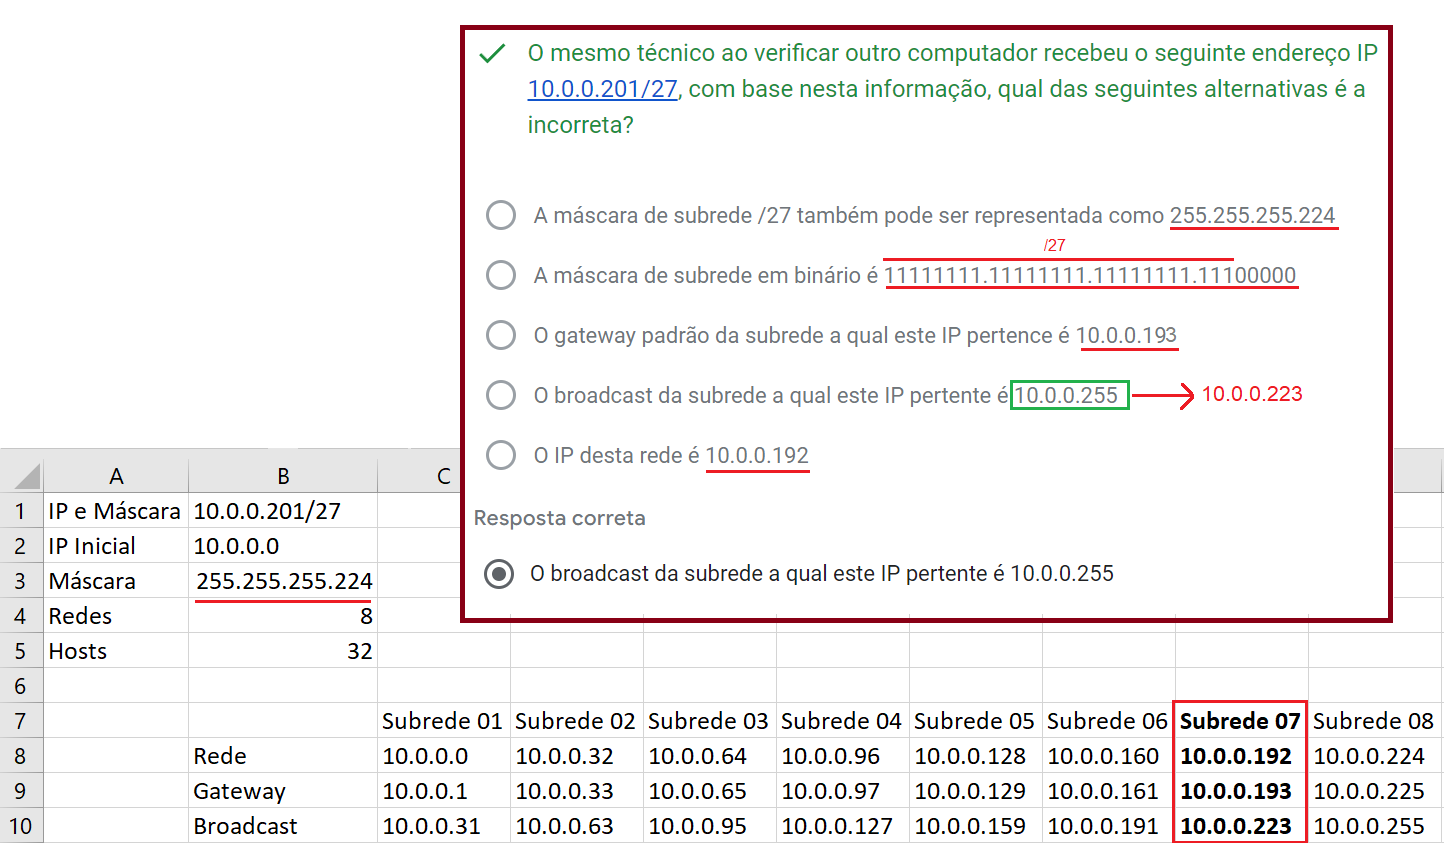 O mesmo técnico ao verificar outro computador recebeu o seguinte endereço IP
10.0.0.201/27, com base nesta informação, qual das seguintes alternativas é a
incorreta?
A máscara de subrede /27 também pode ser representada como 255.255.255.224
/27
A máscara de subrede em binário é 11111111.11111111.11111111.11100000
O gateway padrão da subrede a qual este IP pertence é 10.0.0.193
O broadcast da subrede a qual este IP pertente é 10.0.0.255 10.0.0.223
O IP desta rede é 10.0.0.192
Resposta correta
O broadcast da subrede a qual este IP pertente é 10.0.0.255
A B C
1 IP e Máscara 10.0.0.201/27
2 IP Inicial 10.0.0.0
3 Máscara 255.255.255.224
4 Redes 8
5 Hosts 32
6
7 Subrede 01 Subrede 02 Subrede 03 Subrede 04 Subrede 05 Subrede 06 Subrede 07 Subrede 08
8 Rede 10.0.0.0 10.0.0.32 10.0.0.64 10.0.0.96 10.0.0.128 10.0.0.160 10.0.0.192 10.0.0.224
9 Gateway 10.0.0.1 10.0.0.33 10.0.0.65 10.0.0.97 10.0.0.129 10.0.0.161 10.0.0.193 10.0.0.225
10 Broadcast 10.0.0.31 10.0.0.63 10.0.0.95 10.0.0.127 10.0.0.159 10.0.0.191 10.0.0.223 10.0.0.255